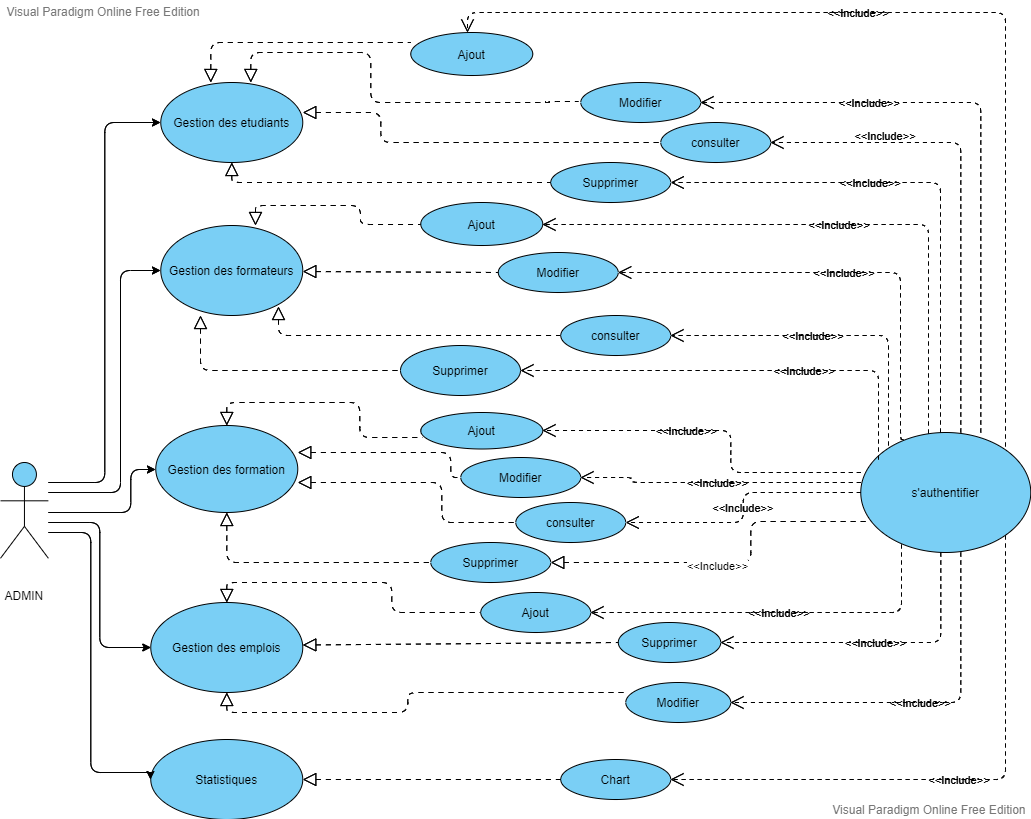 Visual Paradigm Online Free Edition
<<Include>>
Ajout
Modifier
<<Include>>
Gestion des etudiants
consulter
<<Include>>
Supprimer
<<Include>>
Ajout
<<Include>>
Gestion des formateurs
Modifier
<<Include>>
consulter
<<Include>>
Supprimer
<<Include>>
Ajout
<<Include>>
Gestion des formation
Modifier
<<Include>>
s'authentifier
consulter
<<Include>>
Supprimer
<<Include>>
ADMIN
Ajout
<<Include>>
Gestion des emplois
Supprimer
<<Include>>
Modifier
<<Include>>
Statistiques
Chart
<<Include>>
Visual Paradigm Online Free Edition